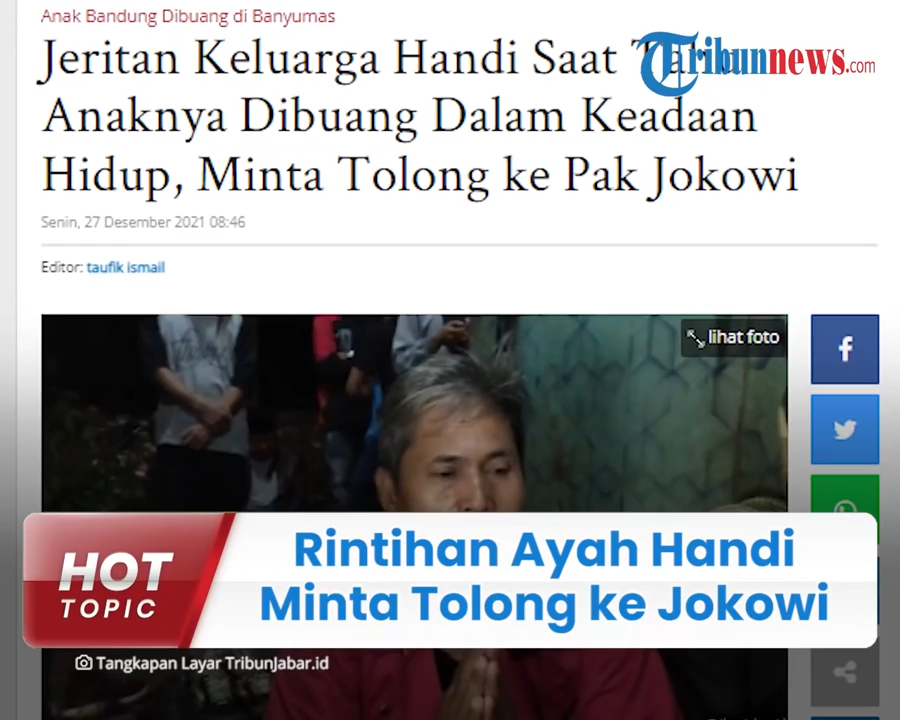 Anak Bandung Dibuang di Banyumas
Tribunnews.com
Jeritan Keluarga Handi Saat
Anaknya Dibuang Dalam Keadaan
Hidup, Minta Tolong ke Pak Jokowi
Senin, 27 Desember 2021 08:46
Editor: taufik ismail
lihat foto
HOT
TOPIC
Rintihan Ayah Handi
Minta Tolong ke Jokowi
Tangkapan Layar TribunJabar.id